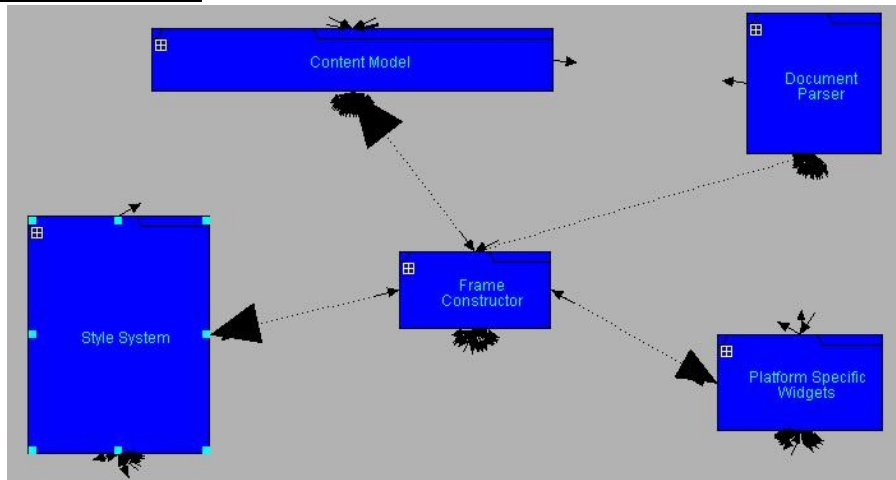 Content Model
Document
Parser
Frame
Constructor
Style System
Platform Specific
Widgets